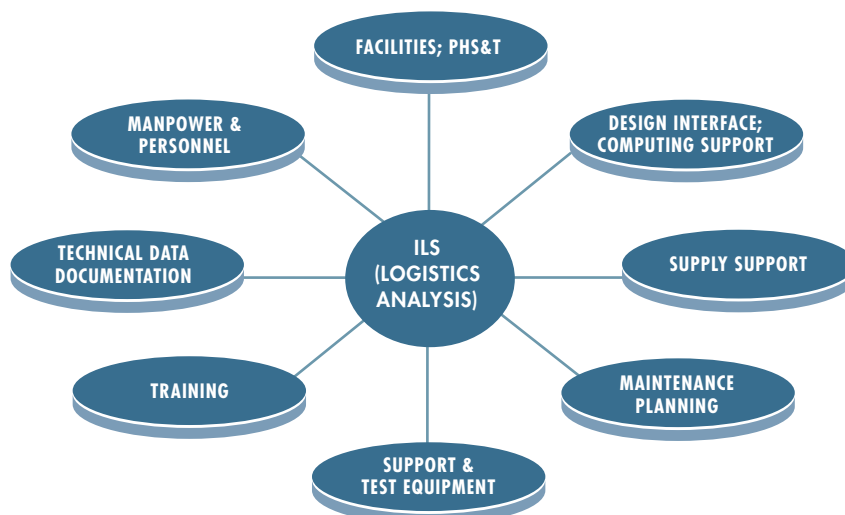 FACILITIES; PHS&T
MANPOWER &
PERSONNEL
DESIGN INTERFACE;
COMPUTING SUPPORT
ILS
(LOGISTICS
ANALYSIS)
TECHNICAL DATA
DOCUMENTATION
SUPPLY SUPPORT
TRAINING
MAINTENANCE
PLANNING
SUPPORT &
TEST EQUIPMENT